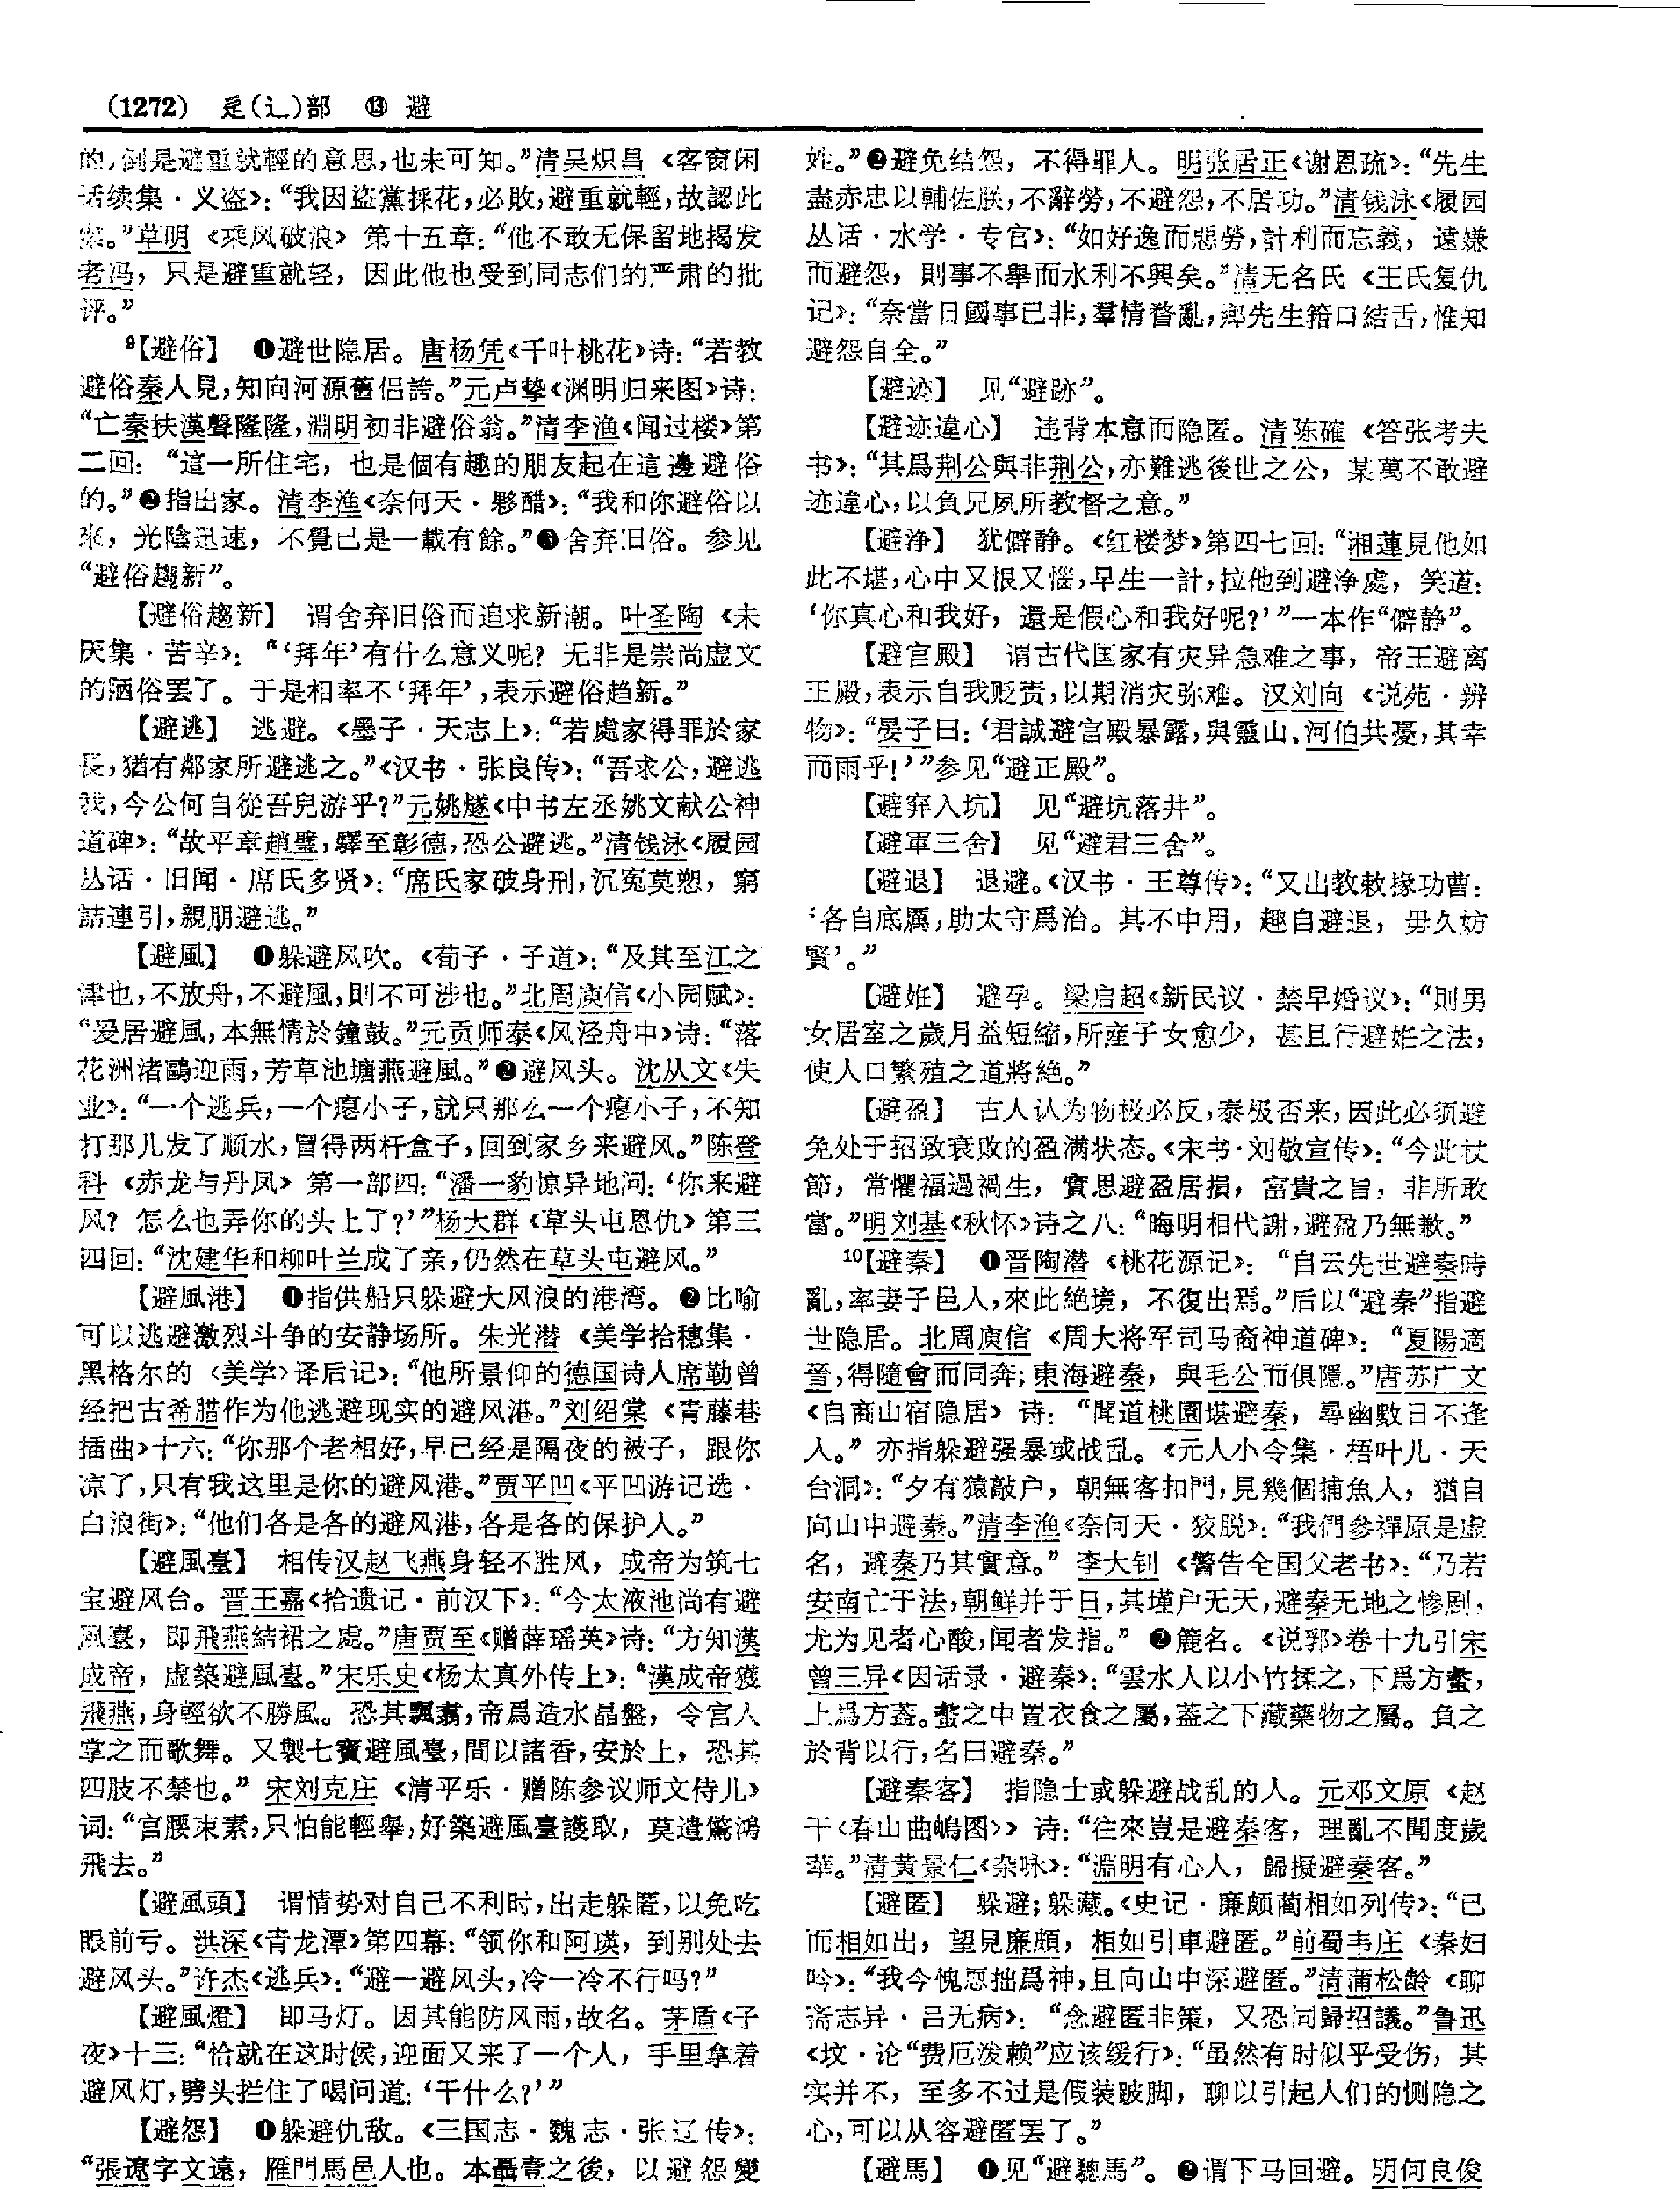 (1272) 辵(辶)部 ⑬ 避
的,倒是避重就輕的意思,也未可知。”清吴炽昌《客窗闲
话续集·义盗》:“我因盜黨採花,必敗,避重就輕,故認此
案。”草明《乘风破浪》第十五章:“他不敢无保留地揭发
老冯,只是避重就轻,因此他也受到同志们的严肃的批
评。”
9【避俗】 ❶避世隐居。唐杨凭《千叶桃花》诗:“若教
避俗秦人見,知向河源舊侣誇。”元卢挚《渊明归来图》诗:
“亡秦扶漢聲隆隆,淵明初非避俗翁。”清李渔《闻过楼》第
二回:“這一所住宅,也是個有趣的朋友起在這邊避俗
的。”❷指出家。清李渔《奈何天·夥醋》:“我和你避俗以
來,光陰迅速,不覺已是一載有餘。”❸舍弃旧俗。参见
“避俗趨新”。
【避俗趨新】 谓舍弃旧俗而追求新潮。叶圣陶《未
厌集·苦辛》:“‘拜年’有什么意义呢?无非是崇尚虚文
的陋俗罢了。于是相率不‘拜年’,表示避俗趋新。”
【避逃】 逃避。《墨子·天志上》:“若處家得罪於家
長,猶有鄰家所避逃之。”《汉书·张良传》:“吾求公,避逃
我,今公何自從吾兒游乎?”元姚燧《中书左丞姚文献公神
道碑》:“故平章趙璧,驛至彰德,恐公避逃。”清钱泳《履园
丛话·旧闻·席氏多贤》:“席氏家破身刑,沉冤莫愬,窮
詰連引,親朋避逃。”
【避風】 ❶躲避风吹。《荀子·子道》:“及其至江之
津也,不放舟,不避風,則不可涉也。”北周庾信《小园赋》:
“爰居避風,本無情於鐘鼓。”元贡师泰《风泾舟中》诗:“落
花洲渚鷗迎雨,芳草池塘燕避風。”❷避风头。沈从文《失
业》:“一个逃兵,一个瘪小子,就只那么一个瘪小子,不知
打那儿发了顺水,冒得两杆盒子,回到家乡来避风。”陈登
科《赤龙与丹凤》第一部四:“潘一豹惊异地问:‘你来避
风?怎么也弄你的头上了?’”杨大群《草头屯恩仇》第三
四回:“沈建华和柳叶兰成了亲,仍然在草头屯避风。”
【避風港】 ❶指供船只躲避大风浪的港湾。❷比喻
可以逃避激烈斗争的安静场所。朱光潜《美学拾穗集·
黑格尔的〈美学〉译后记》:“他所景仰的德国诗人席勒曾
经把古希腊作为他逃避现实的避风港。”刘绍棠《青藤巷
插曲》十六:“你那个老相好,早已经是隔夜的被子,跟你
凉了,只有我这里是你的避风港。”贾平凹《平凹游记选·
白浪街》:“他们各是各的避风港,各是各的保护人。”
【避風臺】 相传汉赵飞燕身轻不胜风,成帝为筑七
宝避风台。晋王嘉《拾遗记·前汉下》:“今太液池尚有避
風臺,即飛燕結裙之處。”唐贾至《赠薛瑶英》诗:“方知漢
成帝,虚築避風臺。”宋乐史《杨太真外传上》:“漢成帝獲
飛燕,身輕欲不勝風。恐其飄翥,帝爲造水晶盤,令宫人
掌之而歌舞。又製七寶避風臺,間以諸香,安於上,恐其
四肢不禁也。”宋刘克庄《清平乐·赠陈参议师文侍儿》
词:“宫腰束素,只怕能輕舉,好築避風臺護取,莫遣驚鴻
飛去。”
【避風頭】 谓情势对自己不利时,出走躲匿,以免吃
眼前亏。洪深《青龙潭》第四幕:“领你和阿瑛,到别处去
避风头。”许杰《逃兵》:“避一避风头,冷一冷不行吗?”
【避風燈】 即马灯。因其能防风雨,故名。茅盾《子
夜》十三:“恰就在这时候,迎面又来了一个人,手里拿着
避风灯,劈头拦住了喝问道:‘干什么?’”
【避怨】 ❶躲避仇敌。《三国志·魏志·张辽传》:
“張遼字文遠,雁門馬邑人也。本聶壹之後,以避怨變
姓。”❷避免结怨,不得罪人。明张居正《谢恩疏》:“先生
盡赤忠以輔佐朕,不辭勞,不避怨,不居功。”清钱泳《履园
丛话·水学·专官》:“如好逸而惡勞,計利而忘義,遠嫌
而避怨,則事不舉而水利不興矣。”清无名氏《王氏复仇
记》:“奈當日國事已非,羣情瞀亂,鄉先生箝口結舌,惟知
避怨自全。”
【避迹】 见“避跡”。
【避迹違心】 违背本意而隐匿。清陈確《答张考夫
书》:“其爲荆公與非荆公,亦難逃後世之公,某萬不敢避
迹違心,以負兄夙所教督之意。”
【避浄】 犹僻静。《红楼梦》第四七回:“湘蓮見他如
此不堪,心中又恨又惱,早生一計,拉他到避浄處,笑道:
‘你真心和我好,還是假心和我好呢?’”一本作“僻静”。
【避宫殿】 谓古代国家有灾异急难之事,帝王避离
正殿,表示自我贬责,以期消灾弥难。汉刘向《说苑·辨
物》:“晏子曰:‘君誠避宫殿暴露,與靈山、河伯共憂,其幸
而雨乎!’”参见“避正殿”。
【避穽入坑】 见“避坑落井”。
【避軍三舍】 见“避君三舍”。
【避退】 退避。《汉书·王尊传》:“又出教敕掾功曹:
‘各自底厲,助太守爲治。其不中用,趣自避退,毋久妨
賢’。”
【避妊】 避孕。梁启超《新民议·禁早婚议》:“則男
女居室之歲月益短縮,所産子女愈少,甚且行避妊之法,
使人口繁殖之道將絶。”
【避盈】 古人认为物极必反,泰极否来,因此必须避
免处于招致衰败的盈满状态。《宋书·刘敬宣传》:“今此杖
節,常懼福過禍生,實思避盈居損,富貴之旨,非所敢
當。”明刘基《秋怀》诗之八:“晦明相代謝,避盈乃無歉。”
10【避秦】 ❶晋陶潜《桃花源记》:“自云先世避秦時
亂,率妻子邑人,來此絶境,不復出焉。”后以“避秦”指避
世隐居。北周庾信《周大将军司马裔神道碑》:“夏陽適
晉,得隨會而同奔;東海避秦,與毛公而俱隱。”唐苏广文
《自商山宿隐居》诗:“聞道桃園堪避秦,尋幽數日不逢
人。”亦指躲避强暴或战乱。《元人小令集·梧叶儿·天
台洞》:“夕有猿敲户,朝無客扣門,見幾個捕魚人,猶自
向山中避秦。”清李渔《奈何天·狡脱》:“我們參禪原是虚
名,避秦乃其實意。”李大钊《警告全国父老书》:“乃若
安南亡于法,朝鲜并于日,其墐户无天,避秦无地之惨剧,
尤为见者心酸,闻者发指。”❷簏名。《说郛》卷十九引宋
曾三异《因话录·避秦》:“雲水人以小竹揉之,下爲方盝,
上爲方葢。盝之中置衣食之屬,葢之下藏藥物之屬。負之
於背以行,名曰避秦。”
【避秦客】 指隐士或躲避战乱的人。元邓文原《赵
干〈春山曲嵨图〉》诗:“往來豈是避秦客,理亂不聞度歲
華。”清黄景仁《杂咏》:“淵明有心人,歸擬避秦客。”
【避匿】 躲避;躲藏。《史记·廉颇蔺相如列传》:“已
而相如出,望見廉頗,相如引車避匿。”前蜀韦庄《秦妇
吟》:“我今愧恧拙爲神,且向山中深避匿。”清蒲松龄《聊
斋志异·吕无病》:“念避匿非策,又恐同歸招議。”鲁迅
《坟·论“费厄泼赖”应该缓行》:“虽然有时似乎受伤,其
实并不,至多不过是假装跛脚,聊以引起人们的恻隐之
心,可以从容避匿罢了。”
【避馬】 ❶见“避驄馬”。❷谓下马回避。明何良俊